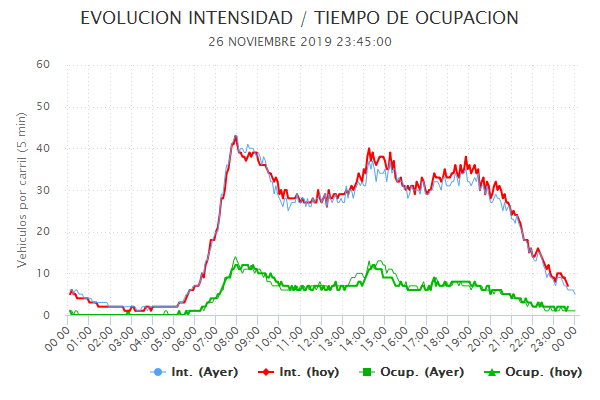 EVOLUCION INTENSIDAD / TIEMPO DE OCUPACION
26 NOVIEMBRE 2019 23:45:00
Vehiculos por carril (5 min)
60
50
40
30
20
10
0
00:00 01:00 02:00 03:00 04:00 05:00 06:00 07:00 08:00 09:00 10:00 11:00 12:00 13:00 14:00 15:00 16:00 17:00 18:00 19:00 20:00 21:00 22:00 23:00 00:00
Int. (Ayer) Int. (hoy) Ocup. (Ayer) Ocup. (hoy)